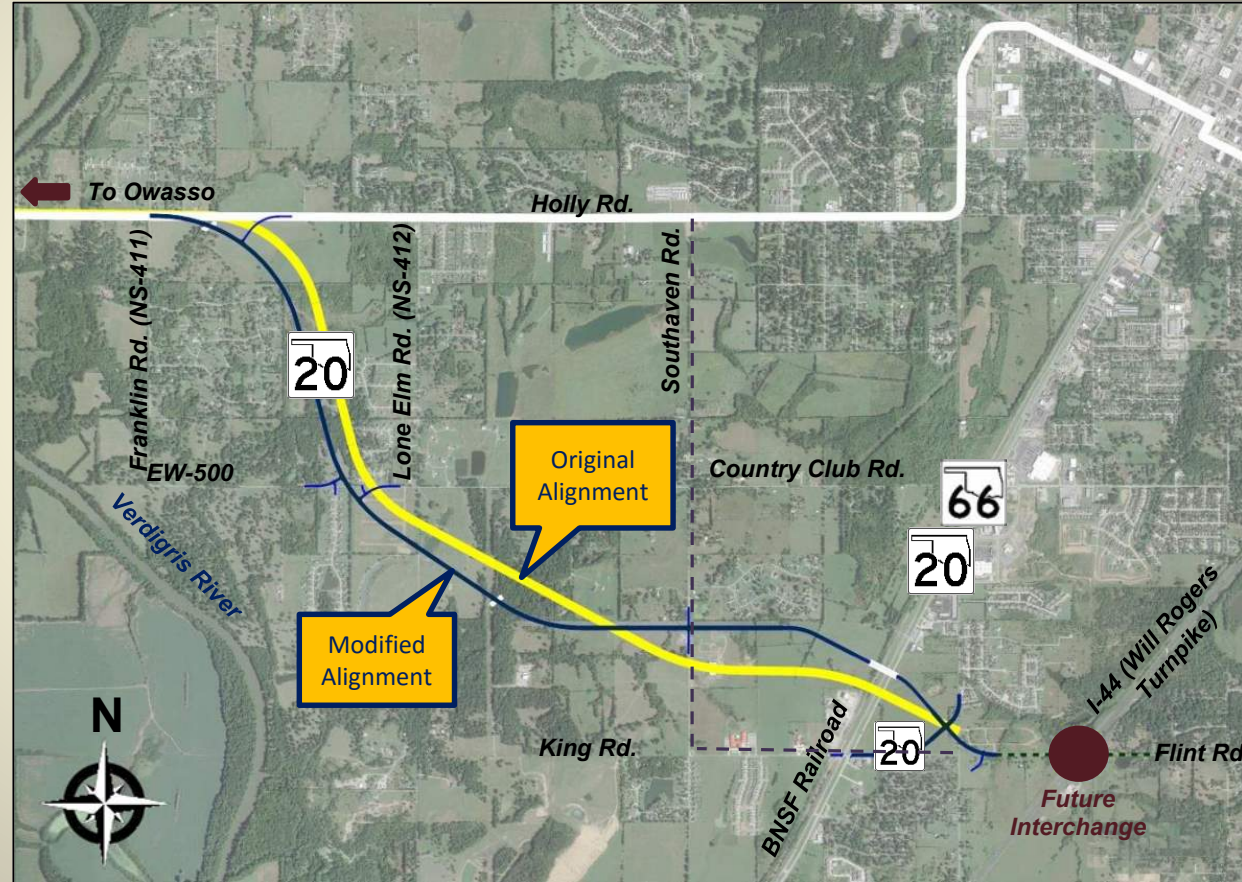 To Owasso
Holly Rd.
Franklin Rd. (NS-411)
Lone Elm Rd. (NS-412)
Southaven Rd.
20
EW-500
Original
Alignment
Country Club Rd.
66
20
Verdigris River
Modified
Alignment
I-44 (Will Rogers
Turnpike)
N
King Rd.
BNSF Railroad
20
Flint Rd
Future
Interchange